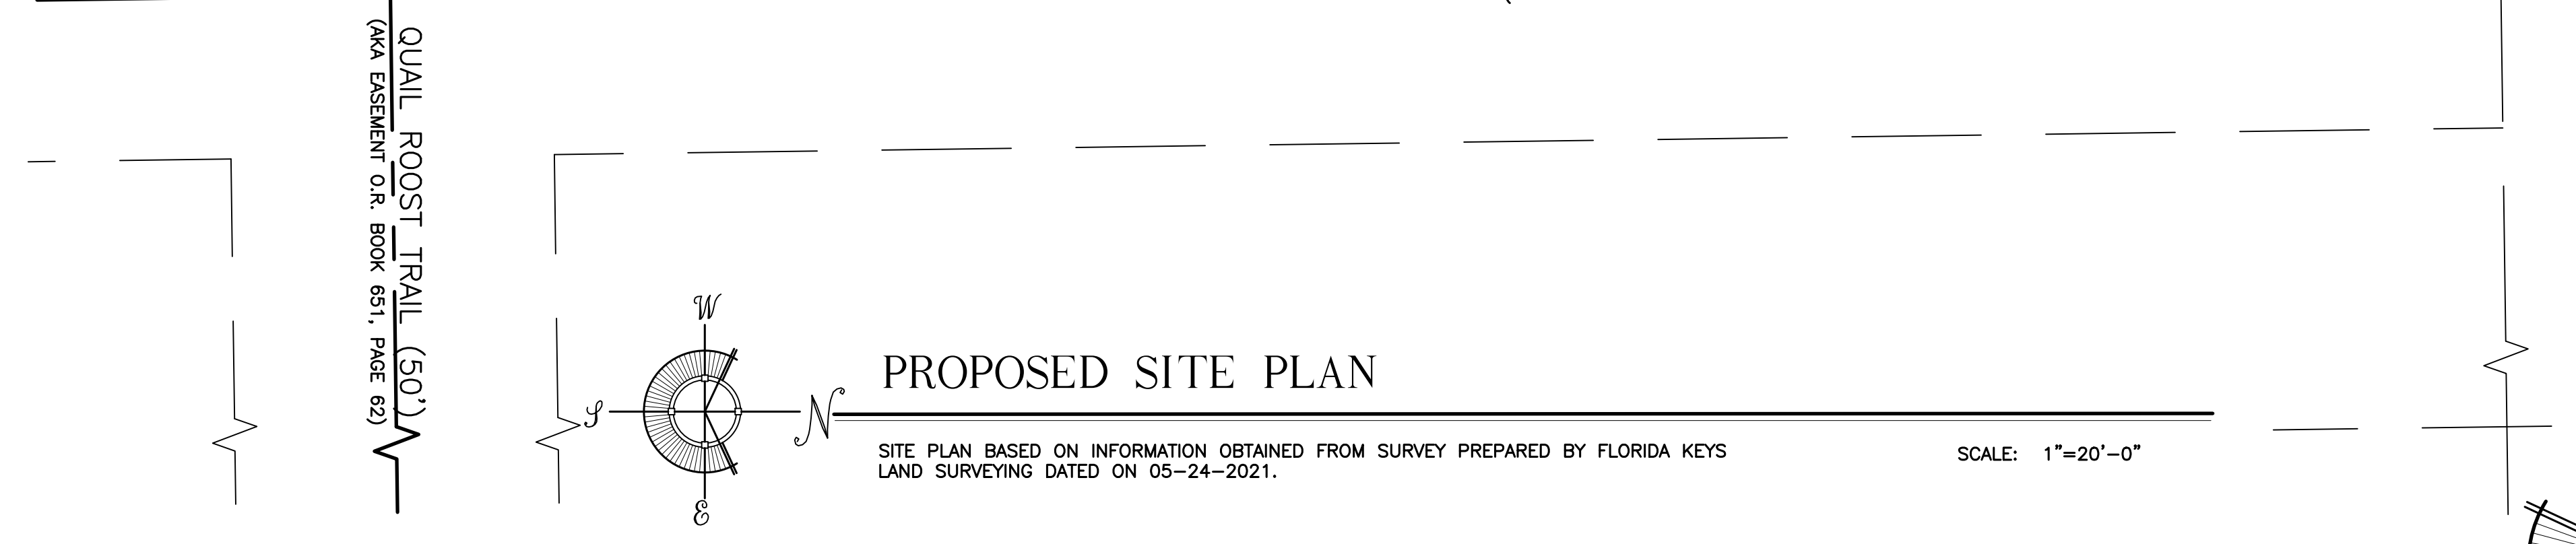 QUAIL ROOST TRAIL (50')
(AKA EASEMENT O.R. BOOK 651, PAGE 62)
W
S
N
E
PROPOSED SITE PLAN
SITE PLAN BASED ON INFORMATION OBTAINED FROM SURVEY PREPARED BY FLORIDA KEYS
LAND SURVEYING DATED ON 05-24-2021.
SCALE: 1"=20'-0"